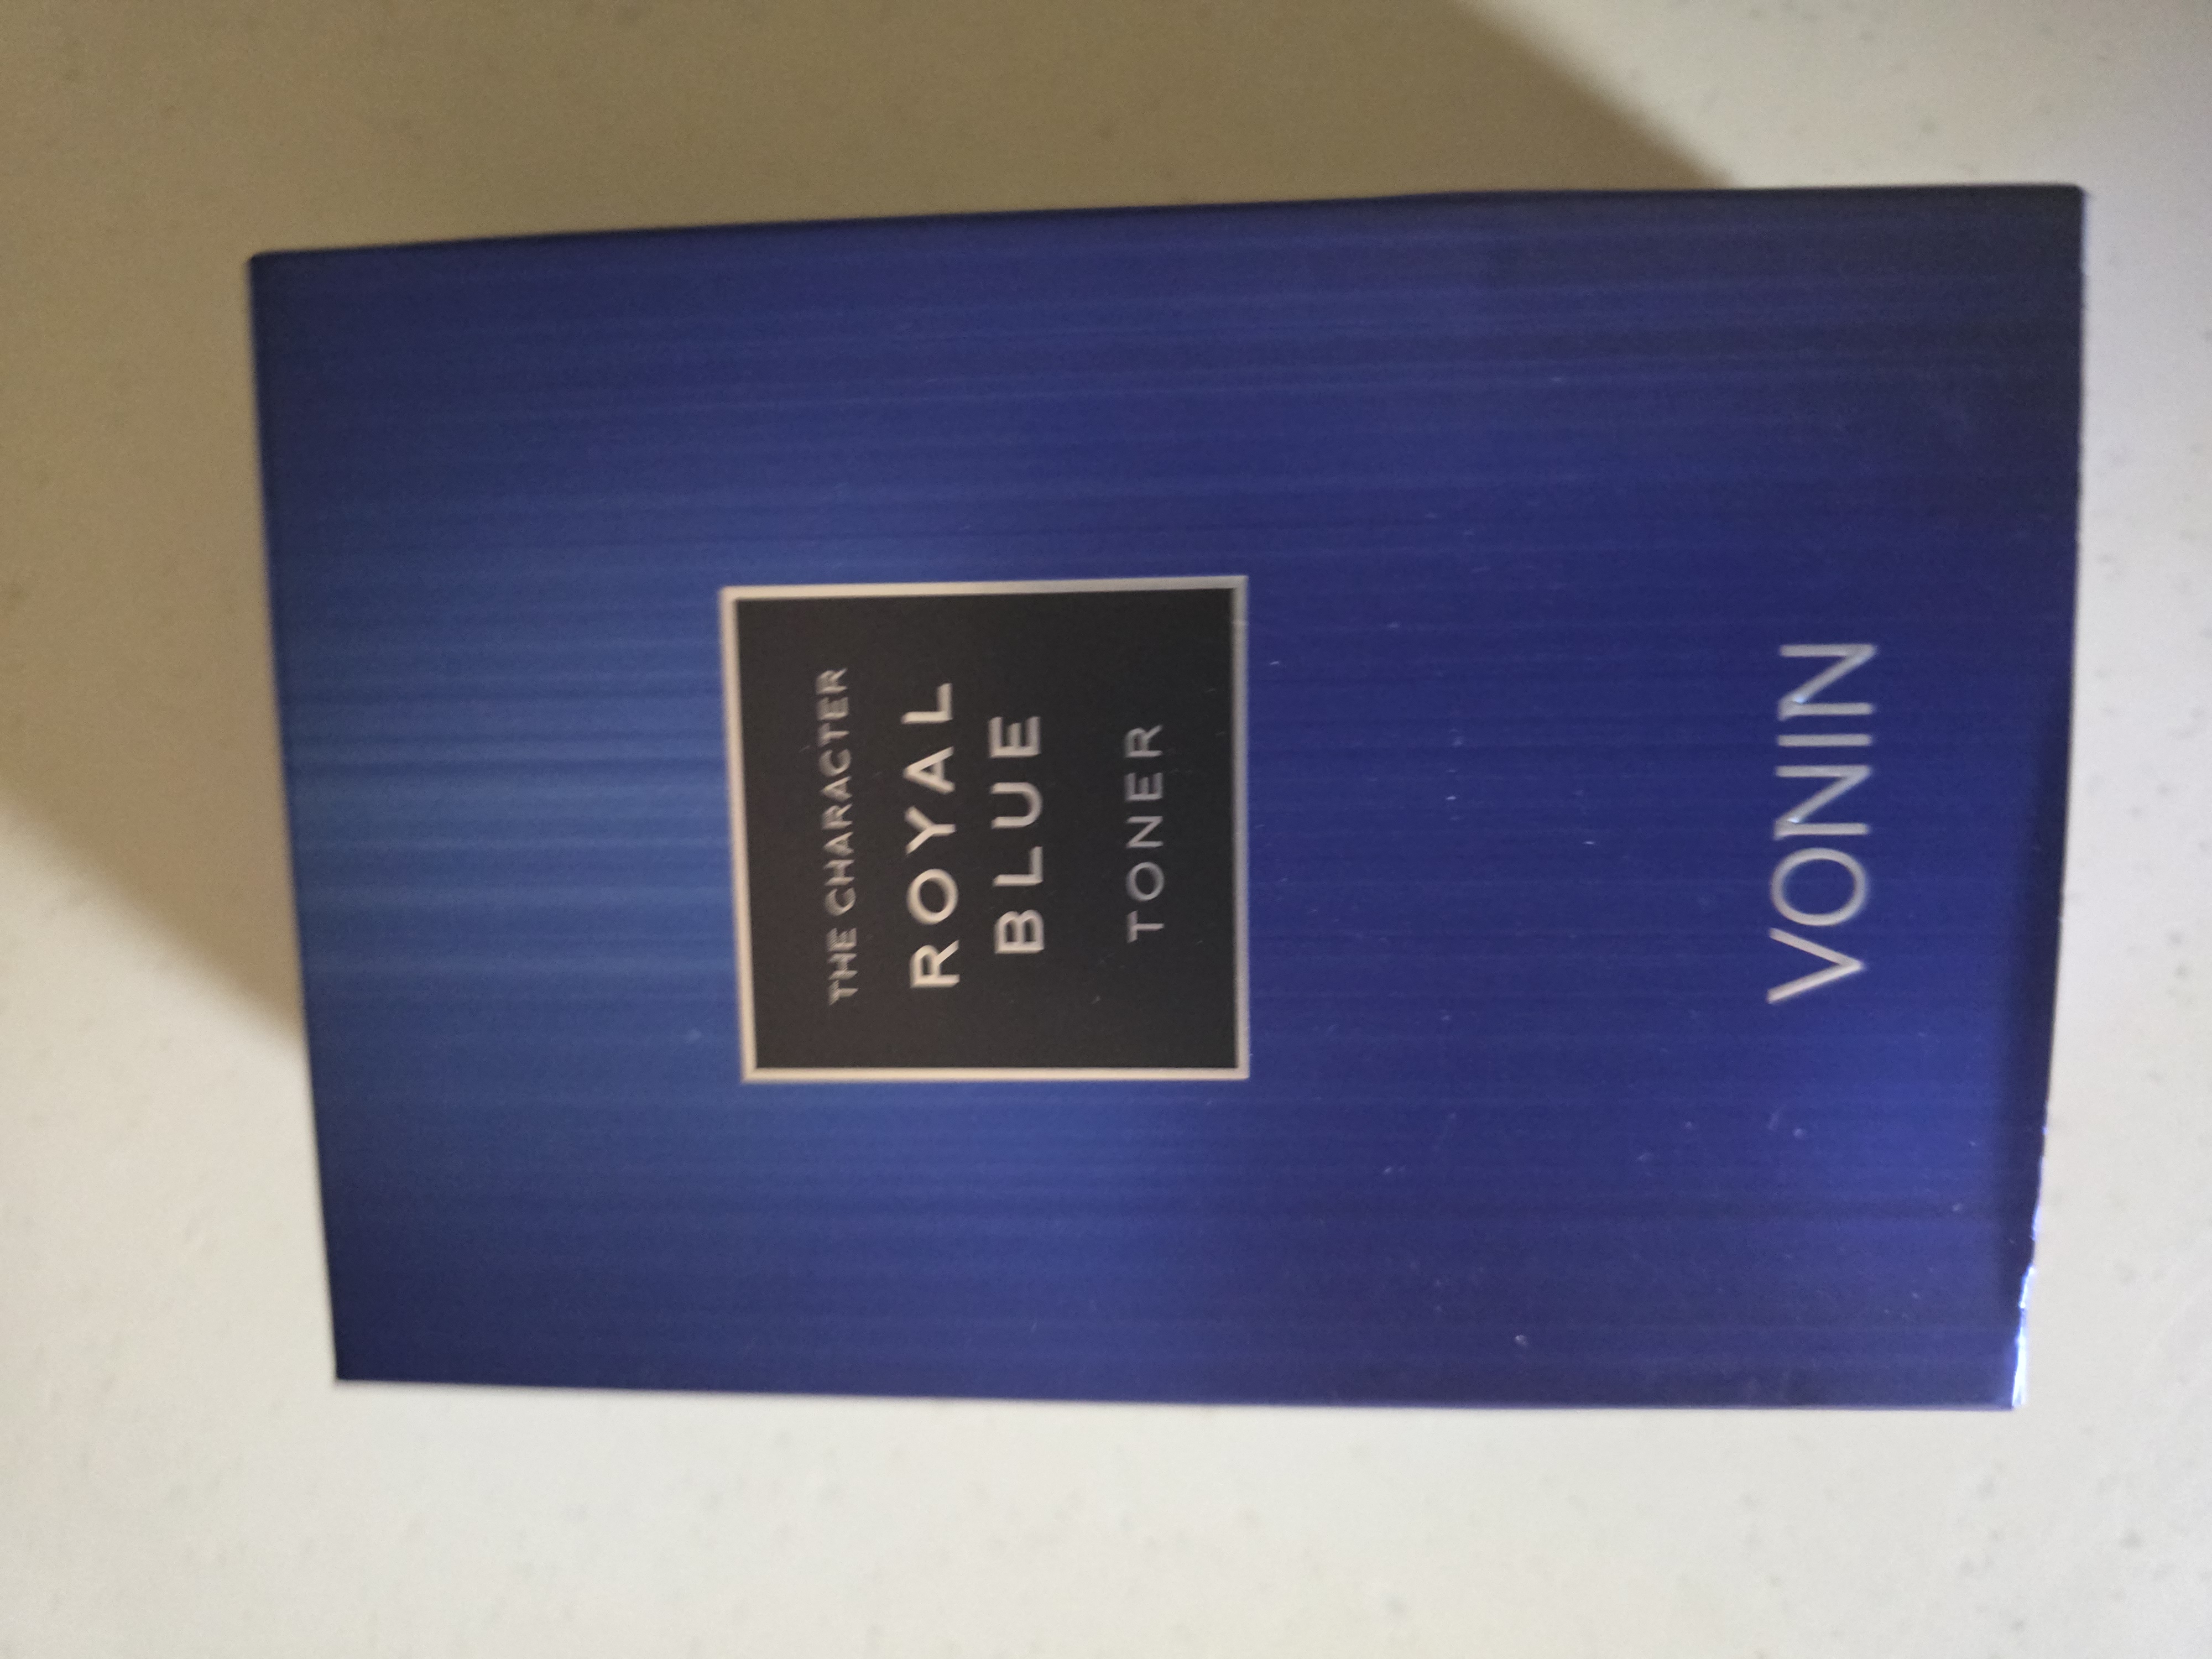 THE CHARACTER
ROYAL
BLUE
TONER
VONIN